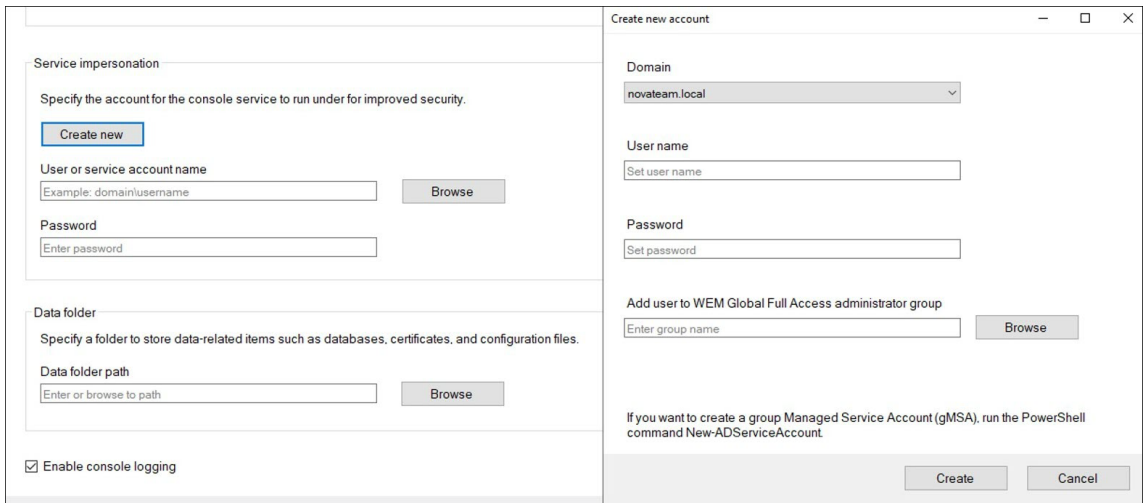 Service impersonation
Specify the account for the console service to run under for improved security.
Create new
User or service account name
Example: domain\username
Browse
Password
Enter password
Data folder
Specify a folder to store data-related items such as databases, certificates, and configuration files.
Data folder path
Enter or browse to path
Browse
Enable console logging
Create new account
Domain
novateam.local
User name
Set user name
Password
Set password
Add user to WEM Global Full Access administrator group
Enter group name
Browse
If you want to create a group Managed Service Account (gMSA), run the PowerShell
command New-ADServiceAccount.
Create
Cancel